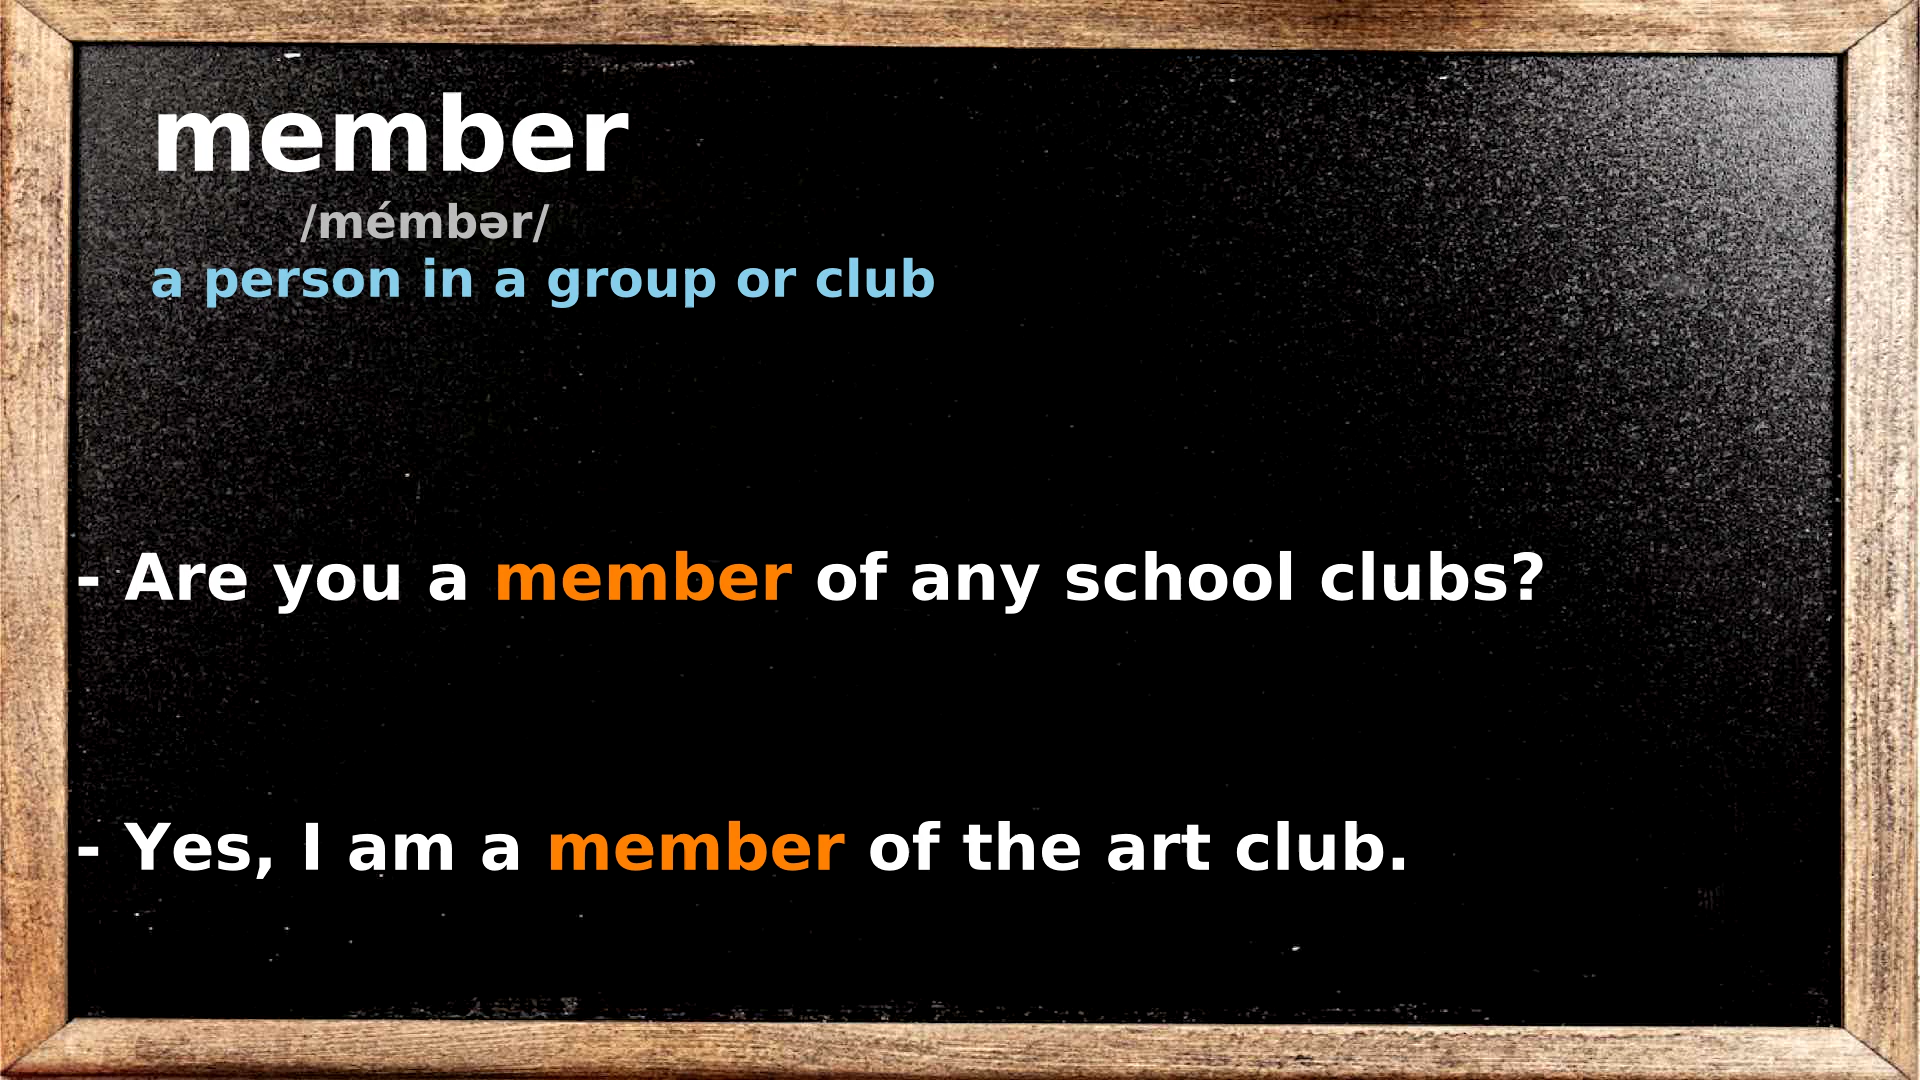 member
/mémbər/
a person in a group or club
- Are you a member of any school clubs?
- Yes, I am a member of the art club.